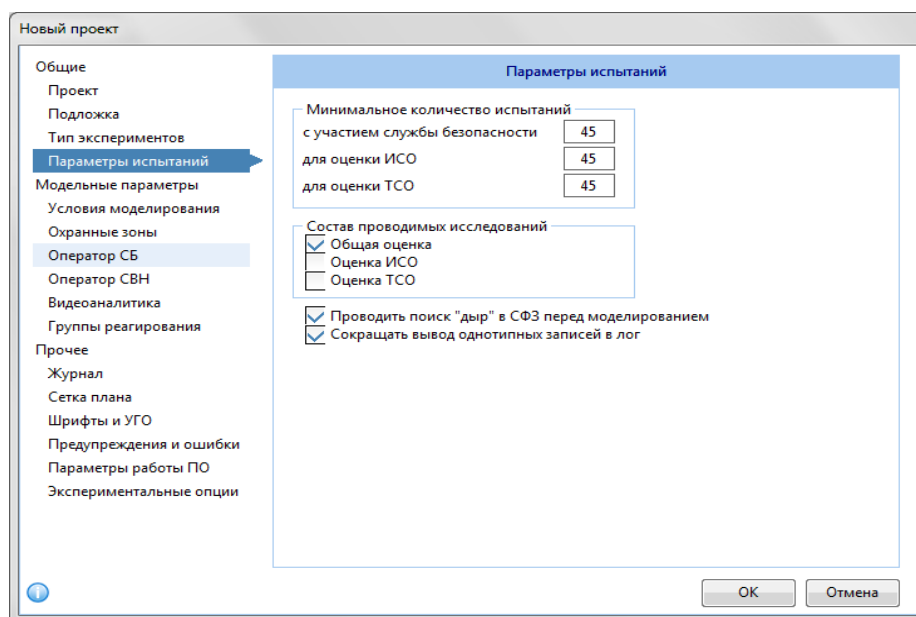 Новый проект
Общие
Проект
Подложка
Тип экспериментов
Параметры испытаний
Модельные параметры
Условия моделирования
Охранные зоны
Оператор СБ
Оператор СВН
Видеоаналитика
Группы реагирования
Прочее
Журнал
Сетка плана
Шрифты и УГО
Предупреждения и ошибки
Параметры работы ПО
Экспериментальные опции
Параметры испытаний
Минимальное количество испытаний
с участием службы безопасности 45
для оценки ИСО 45
для оценки ТСО 45
Состав проводимых исследований
Общая оценка
Оценка ИСО
Оценка ТСО
Проводить поиск "дыр" в СФЗ перед моделированием
Сокращать вывод однотипных записей в лог
ОК Отмена